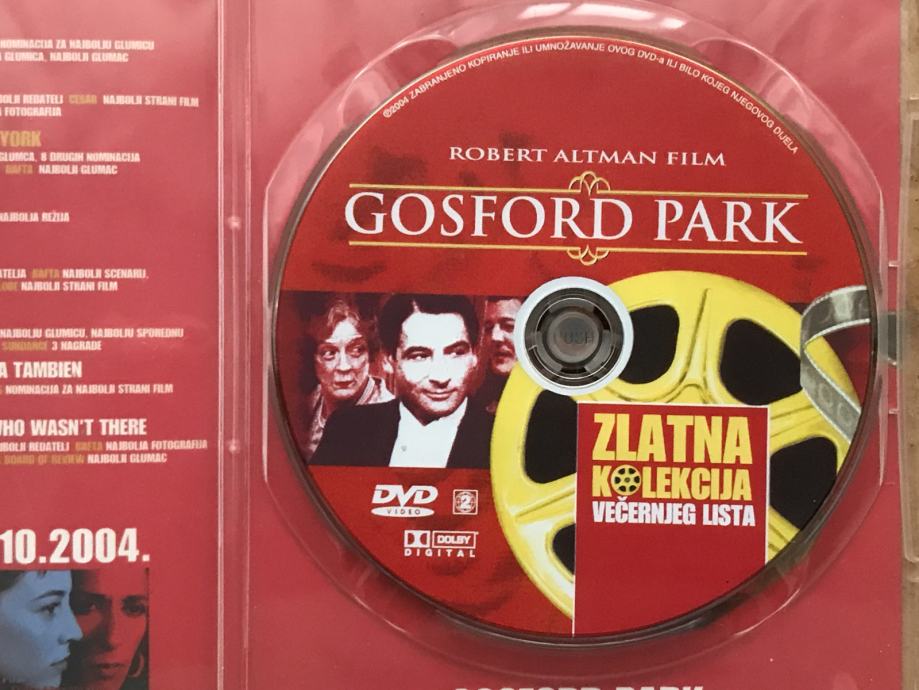 NOMINACIJA ZA NAJBOLJU GLUMICU
GLUMICA, NAJBOLJI GLUMAC
REDATELJ CESAR NAJBOLJI STRANI FILM
FOTOGRAFIJA
YORK
GLUMCA, 8 DRUGIH NOMINACIJA
BAFTA NAJBOLJI GLUMAC
NAJBOLJA REŽIJA
BAFTA NAJBOLJI SCENARIJ,
NAJBOLJI STRANI FILM
NAJBOLJU GLUMICU, NAJBOLJU SPOREDNU
SUNDANCE 3 NAGRADE
A TAMBIEN
NOMINACIJA ZA NAJBOLJI STRANI FILM
WHO WASN'T THERE
REDATELJ BAFTA NAJBOLJA FOTOGRAFIJA
BOARD OF REVIEW NAJBOLJI GLUMAC
10.2004.
©2004 ZABRANJENO KOPIRANJE ILI UMNOŽAVANJE OVOG DVD-a ILI BILO KOJEG NJEGOVOG DIJELA
ROBERT ALTMAN FILM
GOSFORD PARK
PUSH
ZLATNA
KOLEKCIJA
VEČERNJEG LISTA
DVD
VIDEO
2
DOLBY
DIGITAL
GOSFORD PARK